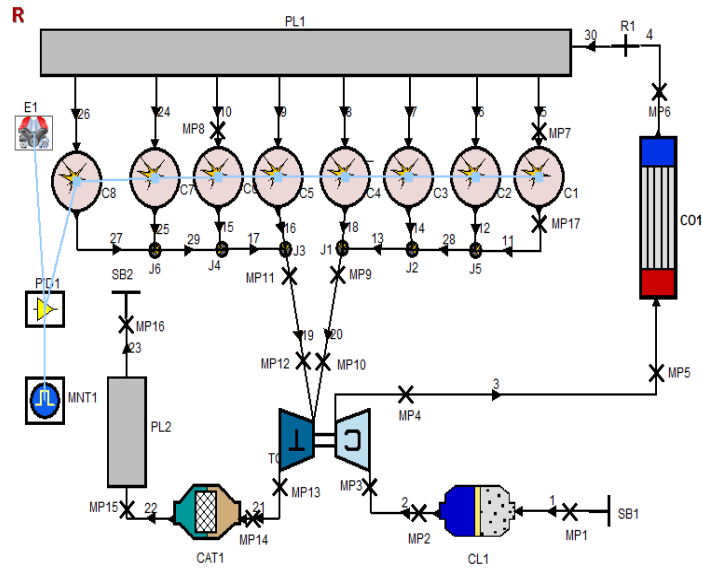 R
PL1
30
R1
4
E1
26
24
10
9
8
7
6
5
MP8
MP7
MP6
C8
C7
C6
C5
C4
C3
C2
C1
CO1
MP17
25
15
16
18
14
12
27
29
17
13
28
11
J6
J4
J3
J1
J2
J5
SB2
MP11
MP9
PID1
MP16
19
20
23
MP12
MP10
MP5
3
MNT1
MP4
PL2
T
C
MP13
MP3
MP15
22
21
2
1
MP14
MP2
MP1
SB1
CAT1
CL1